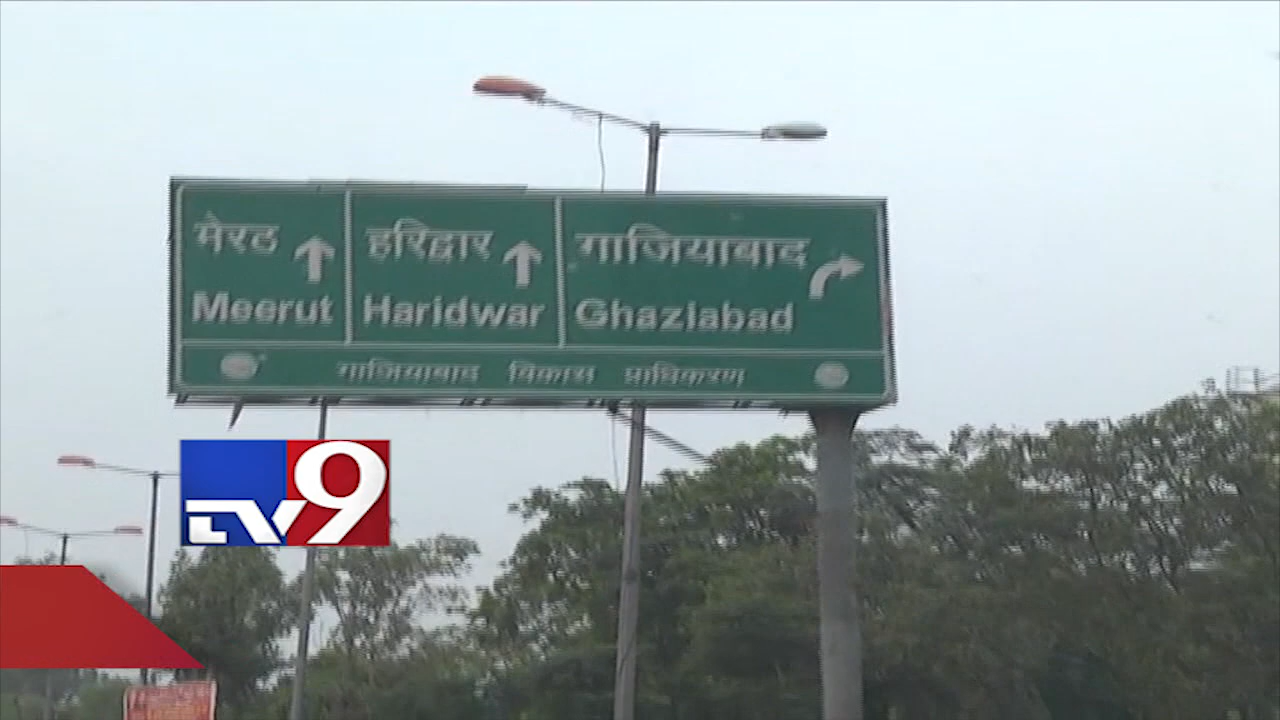 मेरठ
Meerut
हरिद्वार
Haridwar
गाजियाबाद
Ghaziabad
गाजियाबाद विकास प्राधिकरण
TV9